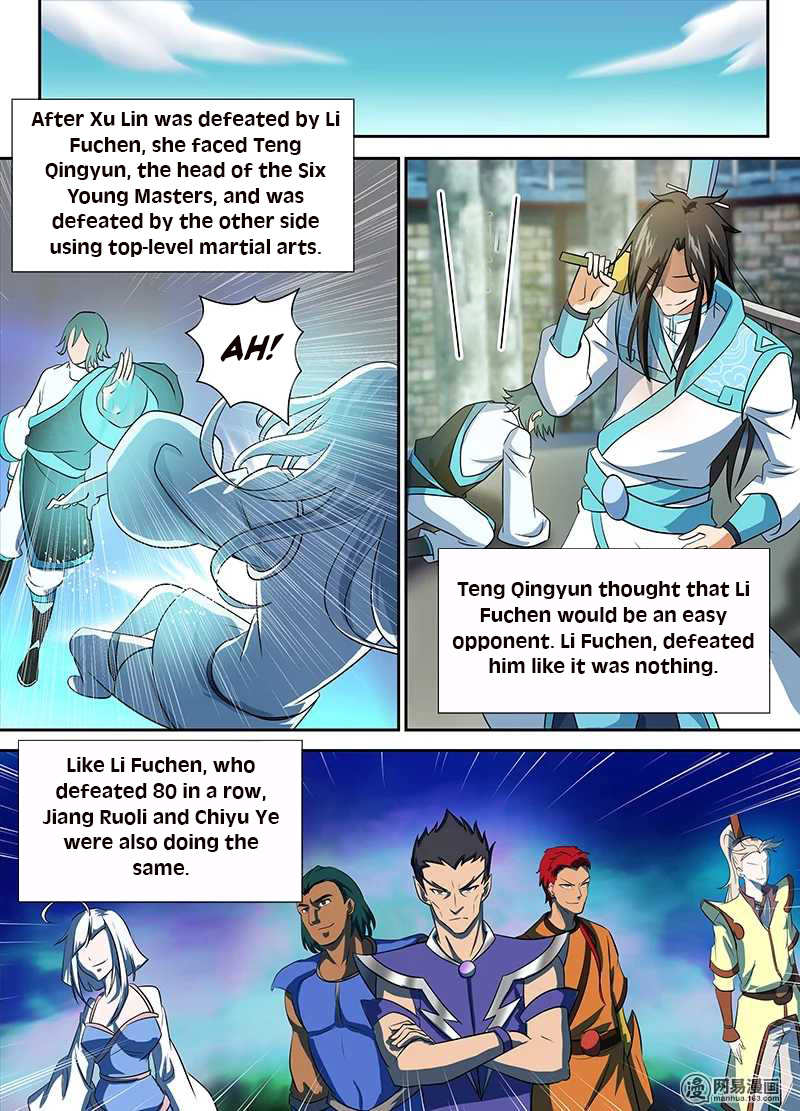 After Xu Lin was defeated by Li
Fuchen, she faced Teng
Qingyun, the head of the Six
Young Masters, and was
defeated by the other side
using top-level martial arts.
AH!
Teng Qingyun thought that Li
Fuchen would be an easy
opponent. Li Fuchen, defeated
him like it was nothing.
Like Li Fuchen, who
defeated 80 in a row,
Jiang Ruoli and Chiyu Ye
were also doing the
same.
漫 网易漫画
manhua.163.com